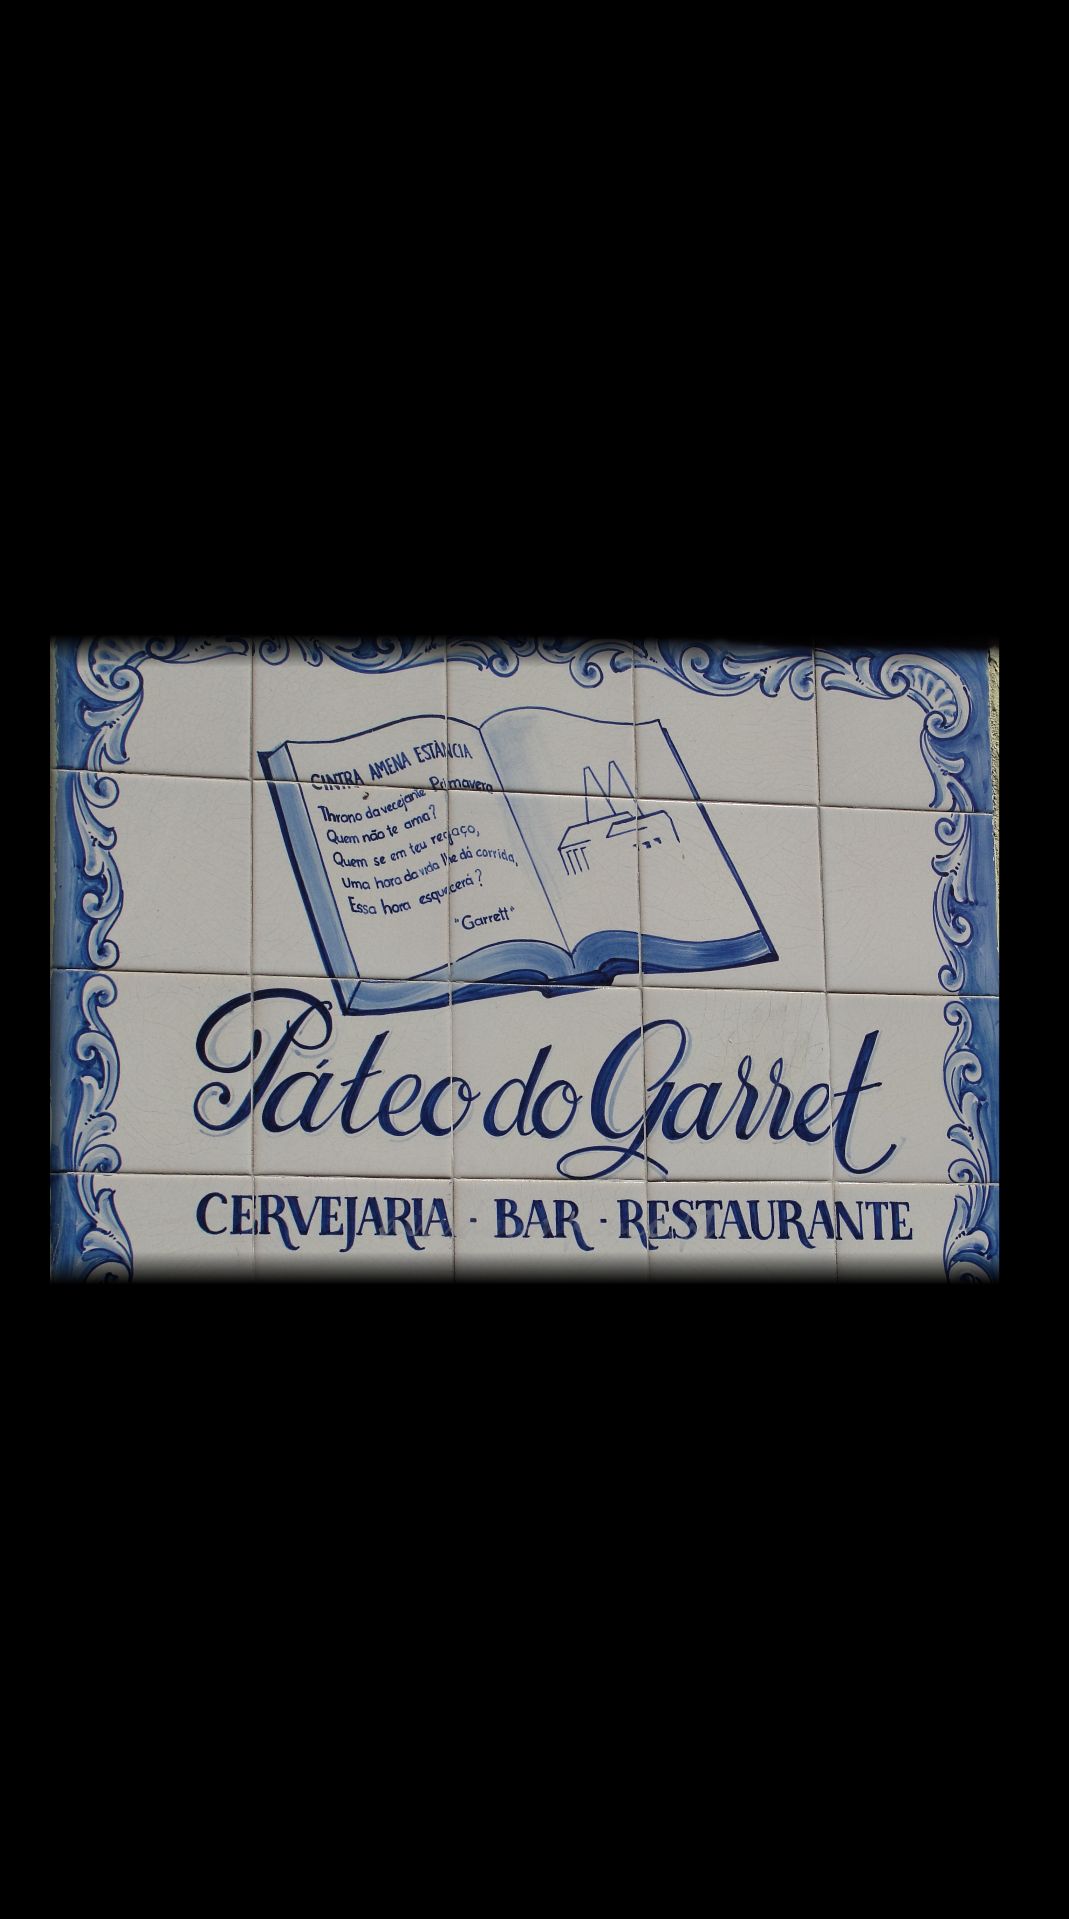 CINTRA AMENA ESTÂNCIA
Throno da vecejante Primavera
Quem não te ama?
Quem se em teu regaço,
Uma hora da vida lhe dá corrida,
Essa hora esquecerá?
"Garrett"
Páteo do Garret
CERVEJARIA · BAR · RESTAURANTE